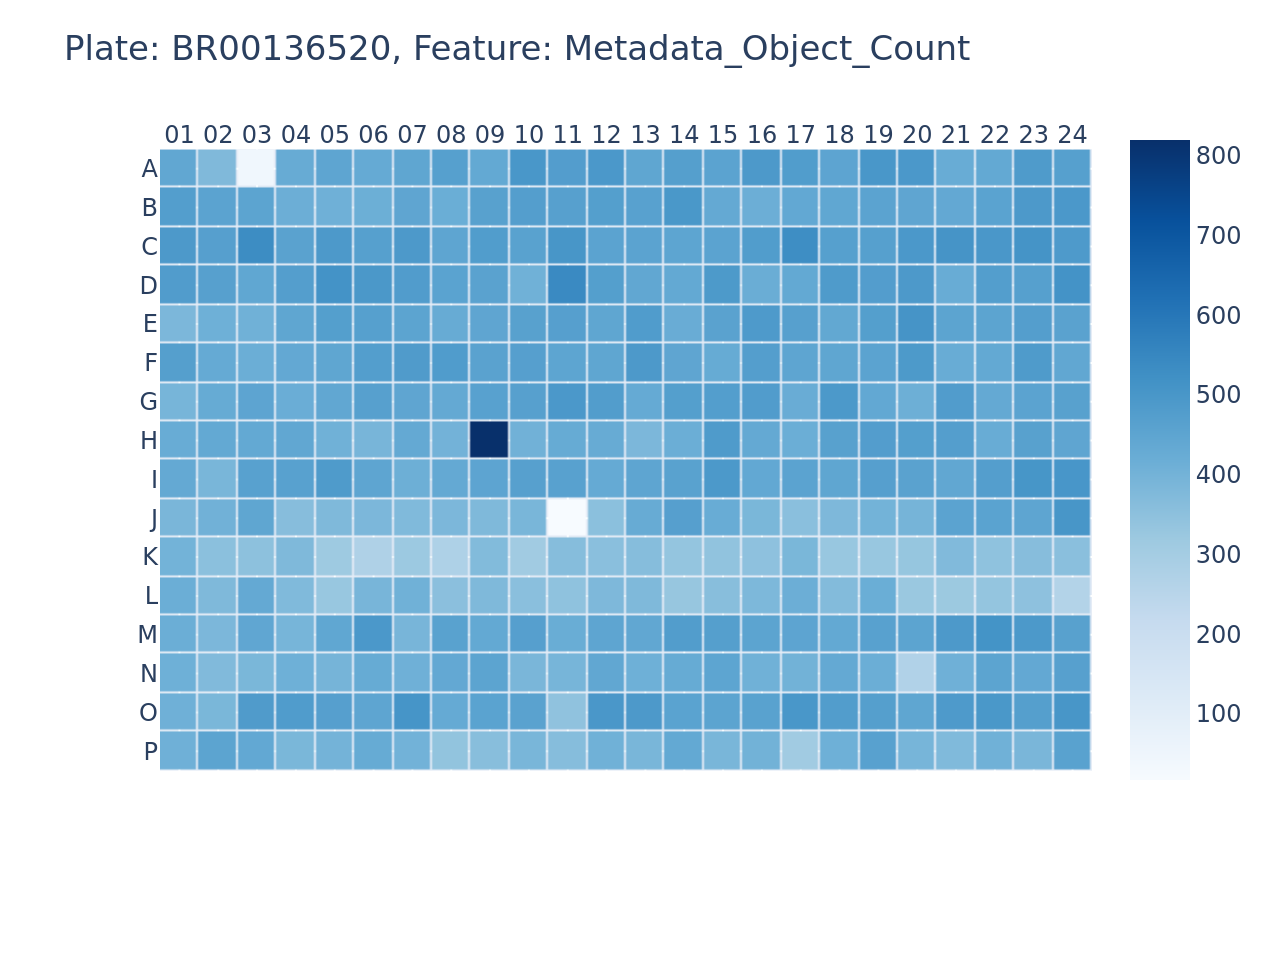 Plate: BR00136520, Feature: Metadata_Object_Count
01 02 03 04 05 06 07 08 09 10 11 12 13 14 15 16 17 18 19 20 21 22 23 24
A
B
C
D
E
F
G
H
I
J
K
L
M
N
O
P
800
700
600
500
400
300
200
100